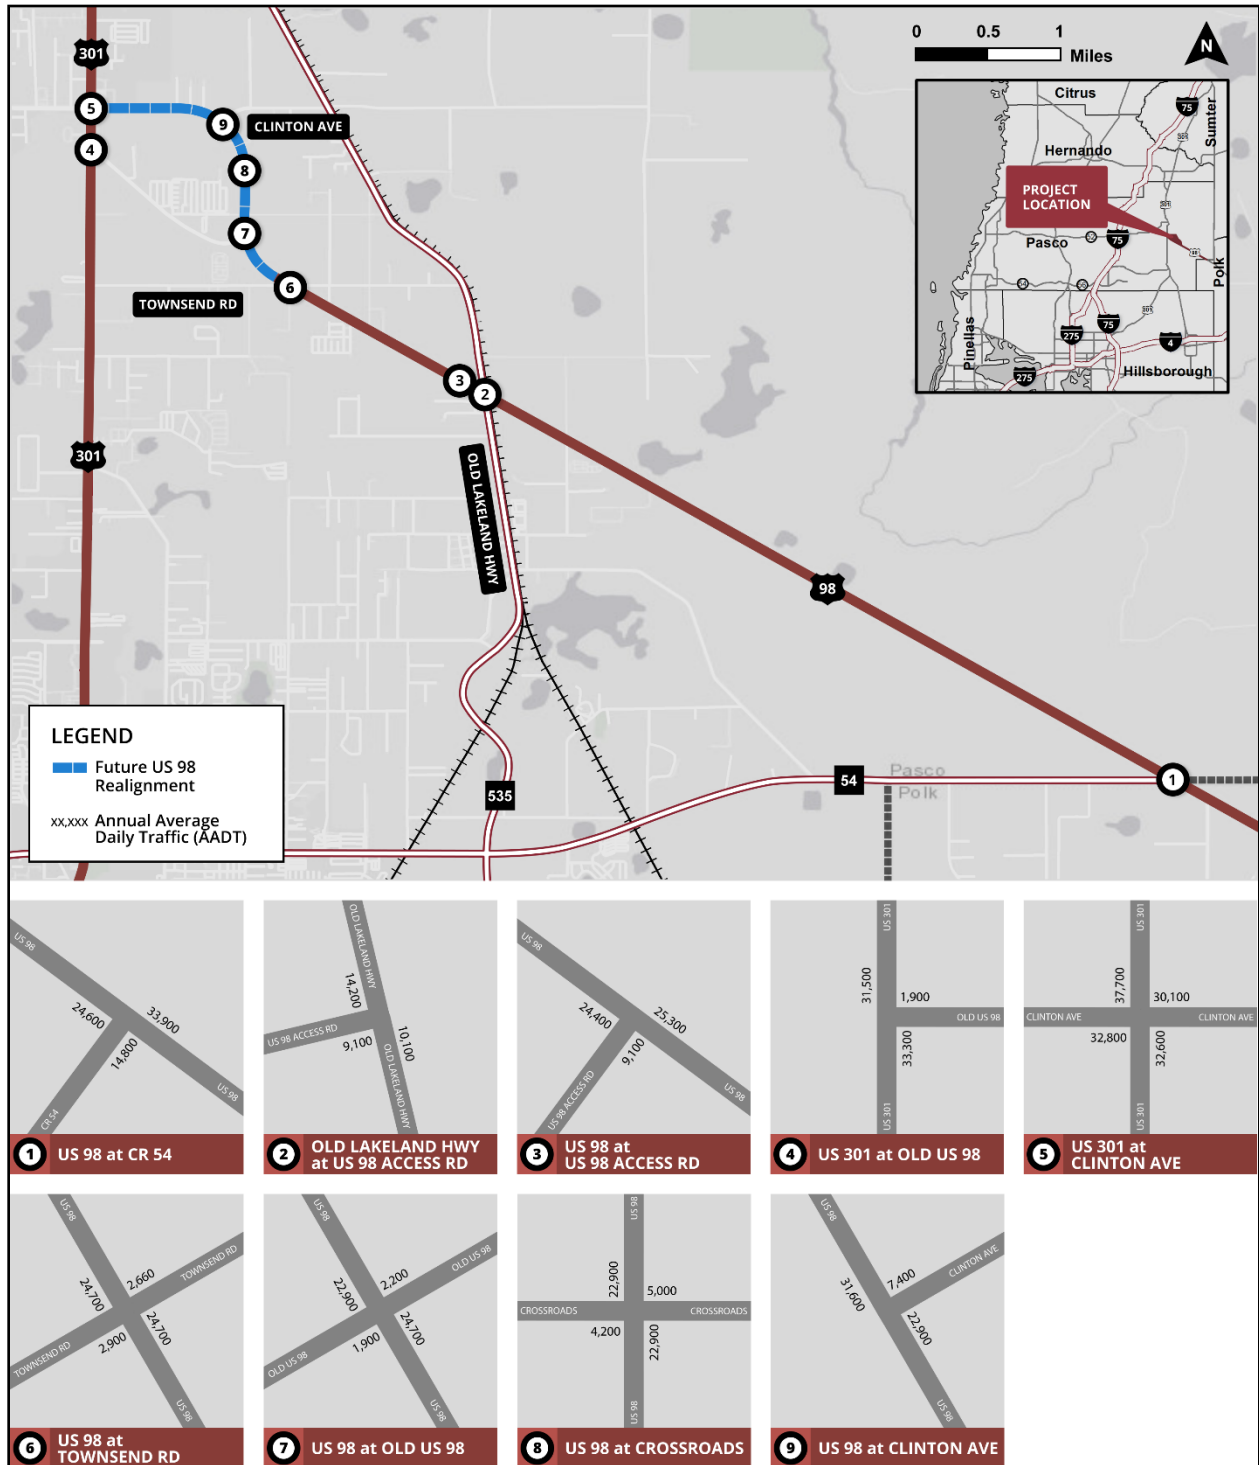 0 0.5 1
Miles
N
301
5
9
CLINTON AVE
4
8
7
6
TOWNSEND RD
3
2
OLD LAKELAND HWY
301
98
535
54
Pasco
Polk
1
Citrus
75
Sumter
301
Hernando
PROJECT
LOCATION
301
52
75
Pasco
98
Polk
54
56
301
Pinellas
275
75
4
275
Hillsborough
LEGEND
Future US 98
Realignment
xx,xxx Annual Average
Daily Traffic (AADT)
US 98
24,600
33,900
14,800
CR 54
US 98
1 US 98 at CR 54
OLD LAKELAND HWY
14,200
US 98 ACCESS RD
9,100
10,100
OLD LAKELAND HWY
2 OLD LAKELAND HWY
at US 98 ACCESS RD
US 98
24,400
25,300
9,100
US 98 ACCESS RD
US 98
3 US 98 at
US 98 ACCESS RD
US 301
31,500
1,900
OLD US 98
33,300
US 301
4 US 301 at OLD US 98
US 301
37,700
30,100
CLINTON AVE
CLINTON AVE
32,800
32,600
US 301
5 US 301 at
CLINTON AVE
US 98
24,700
2,660
TOWNSEND RD
TOWNSEND RD
2,900
24,700
US 98
6 US 98 at
TOWNSEND RD
US 98
22,900
2,200
OLD US 98
OLD US 98
1,900
24,700
US 98
7 US 98 at OLD US 98
US 98
22,900
5,000
CROSSROADS
CROSSROADS
4,200
22,900
US 98
8 US 98 at CROSSROADS
US 98
31,600
7,400
CLINTON AVE
22,900
US 98
9 US 98 at CLINTON AVE